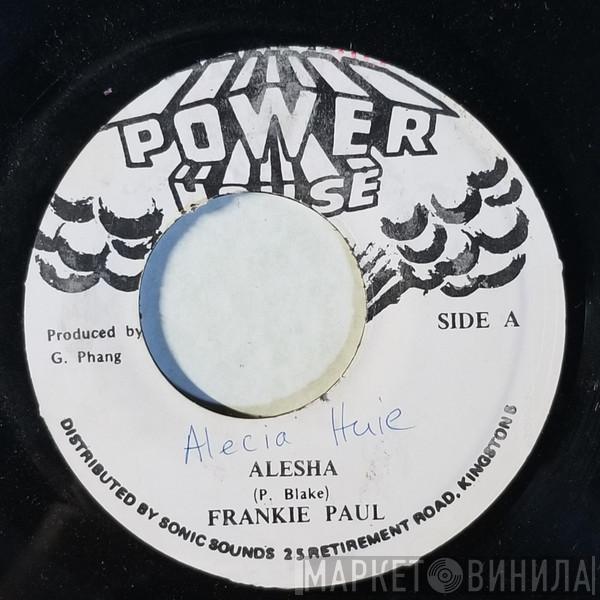 POWER
HOUSE
Produced by
G. Phang
SIDE A
Alecia Huie
ALESHA
(P. Blake)
FRANKIE PAUL
DISTRIBUTED BY SONIC SOUNDS 25 RETIREMENT ROAD, KINGSTON 5
МАРКЕТ ВИНИЛА